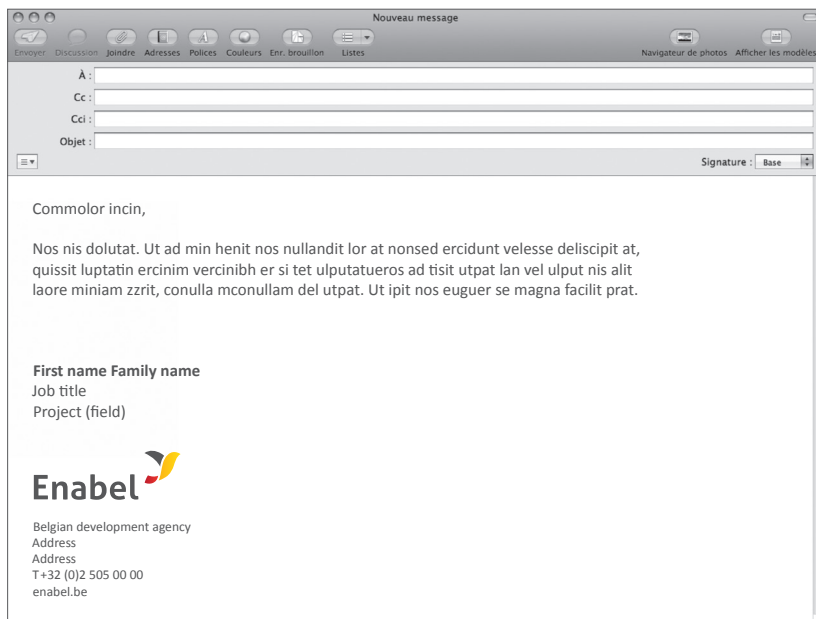 Nouveau message
Envoyer Discussion Joindre Adresses Polices Couleurs Enr. brouillon Listes Navigateur de photos Afficher les modèles
À :
Cc :
Cci :
Objet :
Signature : Base
Commolor incin,
Nos nis dolutat. Ut ad min henit nos nullandit lor at nonsed ercidunt velesse deliscipit at,
quissit luptatin ercinim vercinibh er si tet ulputatueros ad tisit utpat lan vel ulput nis alit
laore miniam zzrit, conulla mconullam del utpat. Ut ipit nos euguer se magna facilit prat.
First name Family name
Job title
Project (field)
Enabel
Belgian development agency
Address
Address
T+32 (0)2 505 00 00
enabel.be